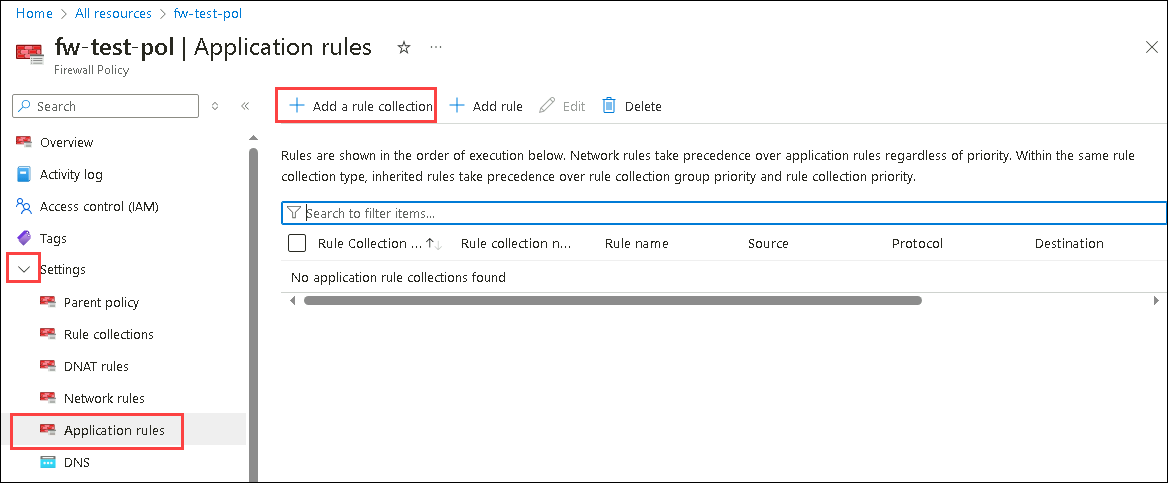 Home > All resources > fw-test-pol
fw-test-pol | Application rules
Firewall Policy
Search
Add a rule collection
Add rule
Edit
Delete
Overview
Activity log
Access control (IAM)
Tags
Settings
Parent policy
Rule collections
DNAT rules
Network rules
Application rules
DNS
Rules are shown in the order of execution below. Network rules take precedence over application rules regardless of priority. Within the same rule
collection type, inherited rules take precedence over rule collection group priority and rule collection priority.
Search to filter items...
Rule Collection ... Rule collection n... Rule name Source Protocol Destination
No application rule collections found